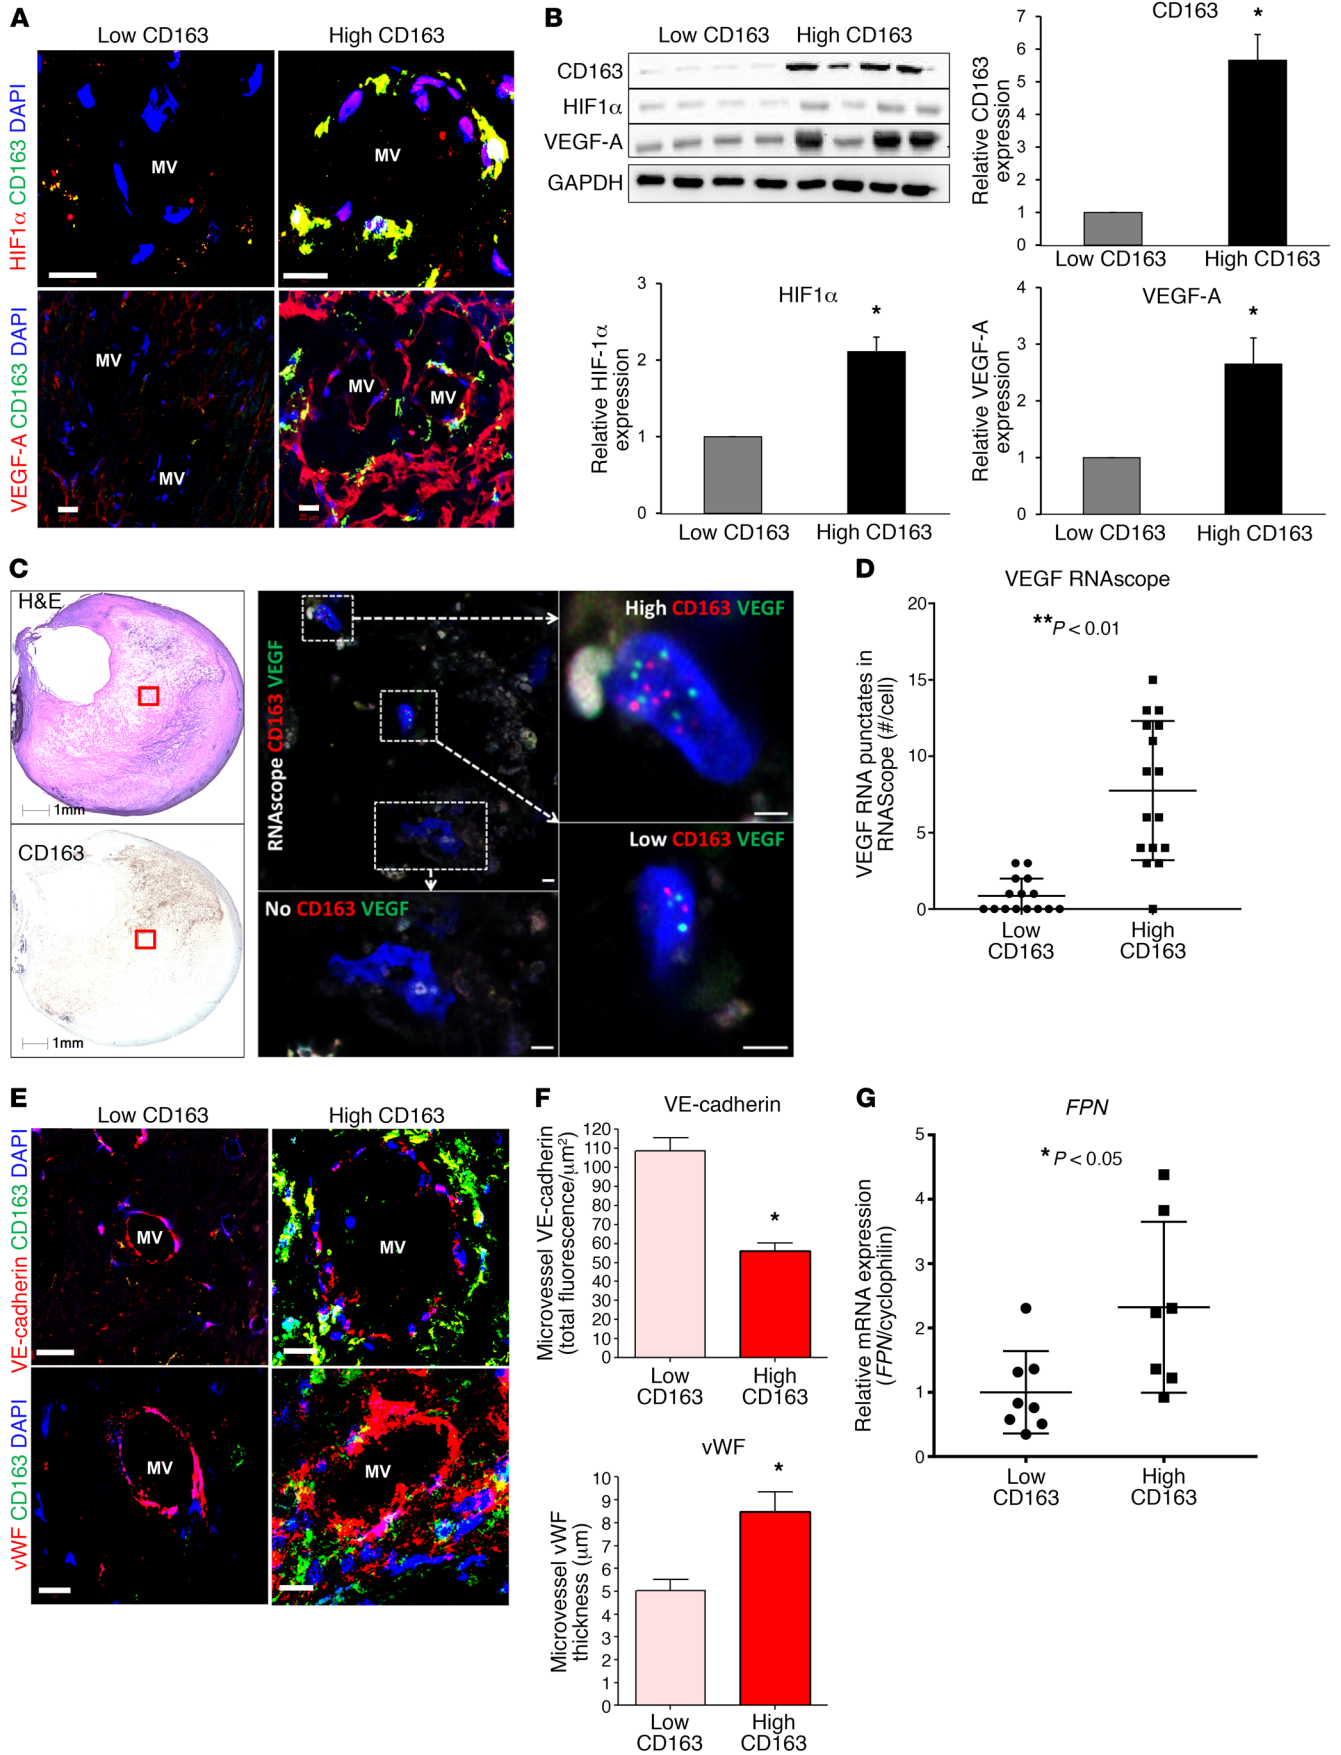 A
Low CD163
High CD163
HIF1α CD163 DAPI
MV
MV
VEGF-A CD163 DAPI
MV
MV
MV
MV
20 µm
20 µm
B
Low CD163 High CD163
CD163
HIF1α
VEGF-A
GAPDH
CD163
Relative CD163
expression
7
6
5
4
3
2
1
0
*
Low CD163 High CD163
HIF1α
Relative HIF-1α
expression
3
2
1
0
*
Low CD163 High CD163
VEGF-A
Relative VEGF-A
expression
4
3
2
1
0
*
Low CD163 High CD163
C
H&E
1mm
CD163
1mm
RNAscope CD163 VEGF
High CD163 VEGF
Low CD163 VEGF
No CD163 VEGF
D
VEGF RNAscope
**P < 0.01
VEGF RNA punctates in
RNAScope (#/cell)
20
15
10
5
0
Low
CD163
High
CD163
E
Low CD163
High CD163
VE-cadherin CD163 DAPI
MV
MV
vWF CD163 DAPI
MV
MV
F
VE-cadherin
Microvessel VE-cadherin
(total fluorescence/µm²)
120
110
100
90
80
70
60
50
40
30
20
10
0
*
Low
CD163
High
CD163
vWF
Microvessel vWF
thickness (µm)
10
9
8
7
6
5
4
3
2
1
0
*
Low
CD163
High
CD163
G
FPN
* P < 0.05
Relative mRNA expression
(FPN/cyclophilin)
5
4
3
2
1
0
Low
CD163
High
CD163